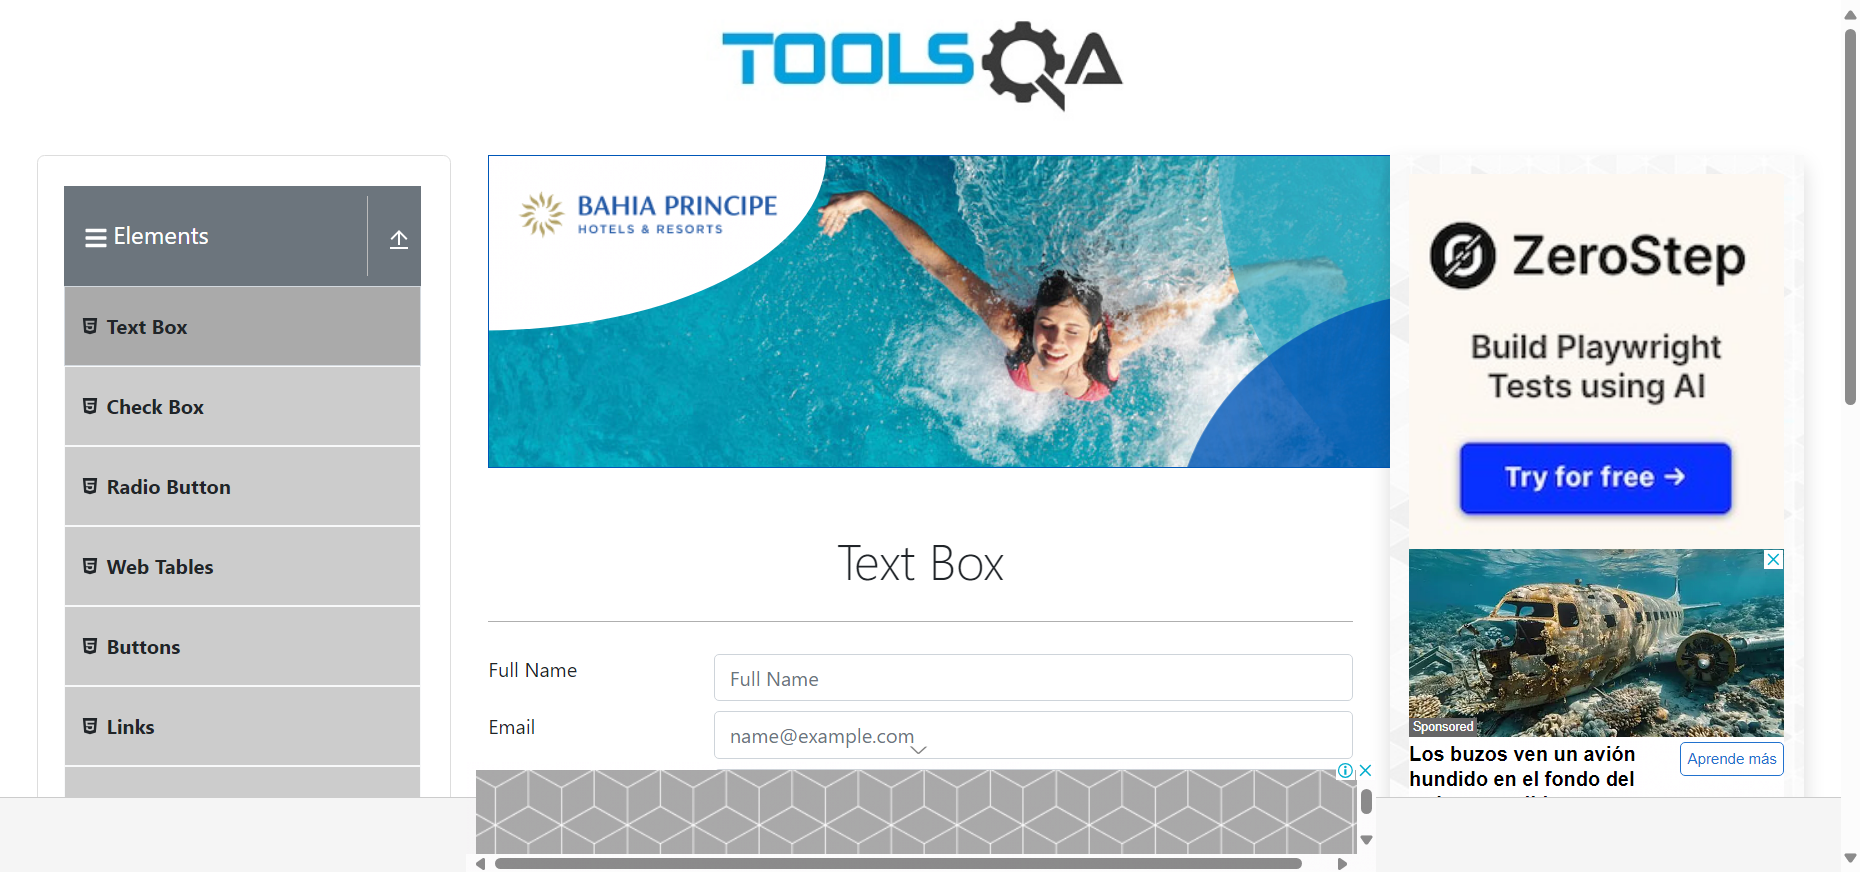 TOOLSQA
Elements
Text Box
Check Box
Radio Button
Web Tables
Buttons
Links
BAHIA PRINCIPE
HOTELS & RESORTS
Text Box
Full Name
Full Name
Email
name@example.com
ZeroStep
Build Playwright
Tests using AI
Try for free →
Sponsored
Los buzos ven un avión
hundido en el fondo del
Aprende más